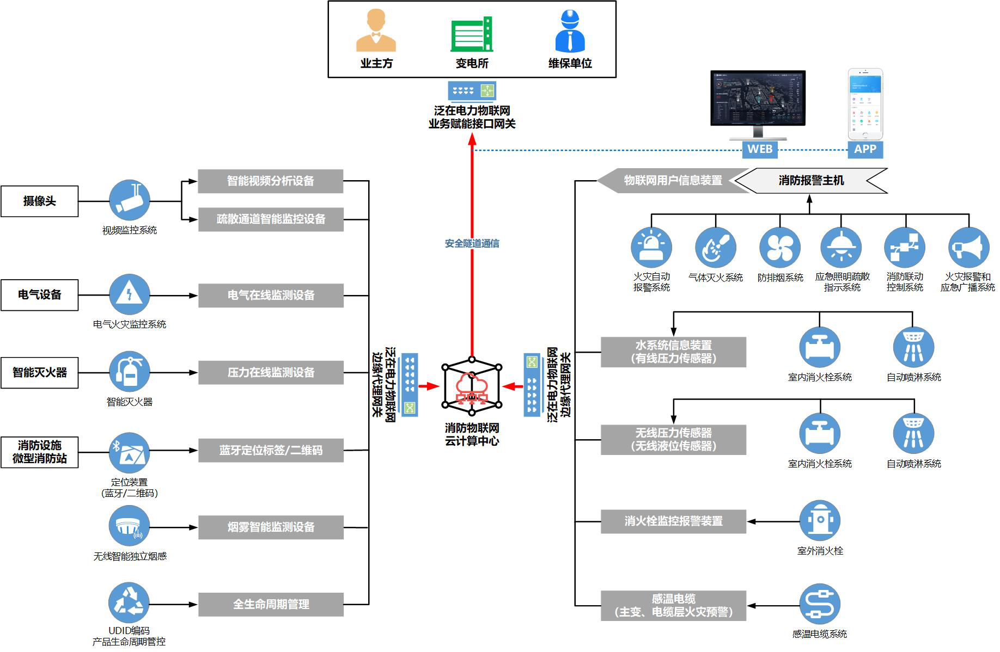 业主方
变电所
维保单位
泛在电力物联网
业务赋能接口网关
WEB
APP
安全隧道通信
摄像头
视频监控系统
智能视频分析设备
疏散通道智能监控设备
电气设备
电气火灾监控系统
电气在线监测设备
智能灭火器
智能灭火器
压力在线监测设备
消防设施
微型消防站
定位装置
(蓝牙/二维码)
蓝牙定位标签/二维码
无线智能独立烟感
烟雾智能监测设备
UDID编码
产品生命周期管控
全生命周期管理
泛在电力物联网
边缘代理网关
消防物联网
云计算中心
泛在电力物联网
边缘代理网关
物联网用户信息装置
消防报警主机
火灾自动
报警系统
气体灭火系统
防排烟系统
应急照明疏散
指示系统
消防联动
控制系统
火灾报警和
应急广播系统
水系统信息装置
（有线压力传感器）
室内消火栓系统
自动喷淋系统
无线压力传感器
（无线液位传感器）
室内消火栓系统
自动喷淋系统
消火栓监控报警装置
室外消火栓
感温电缆
（主变、电缆层火灾预警）
感温电缆系统